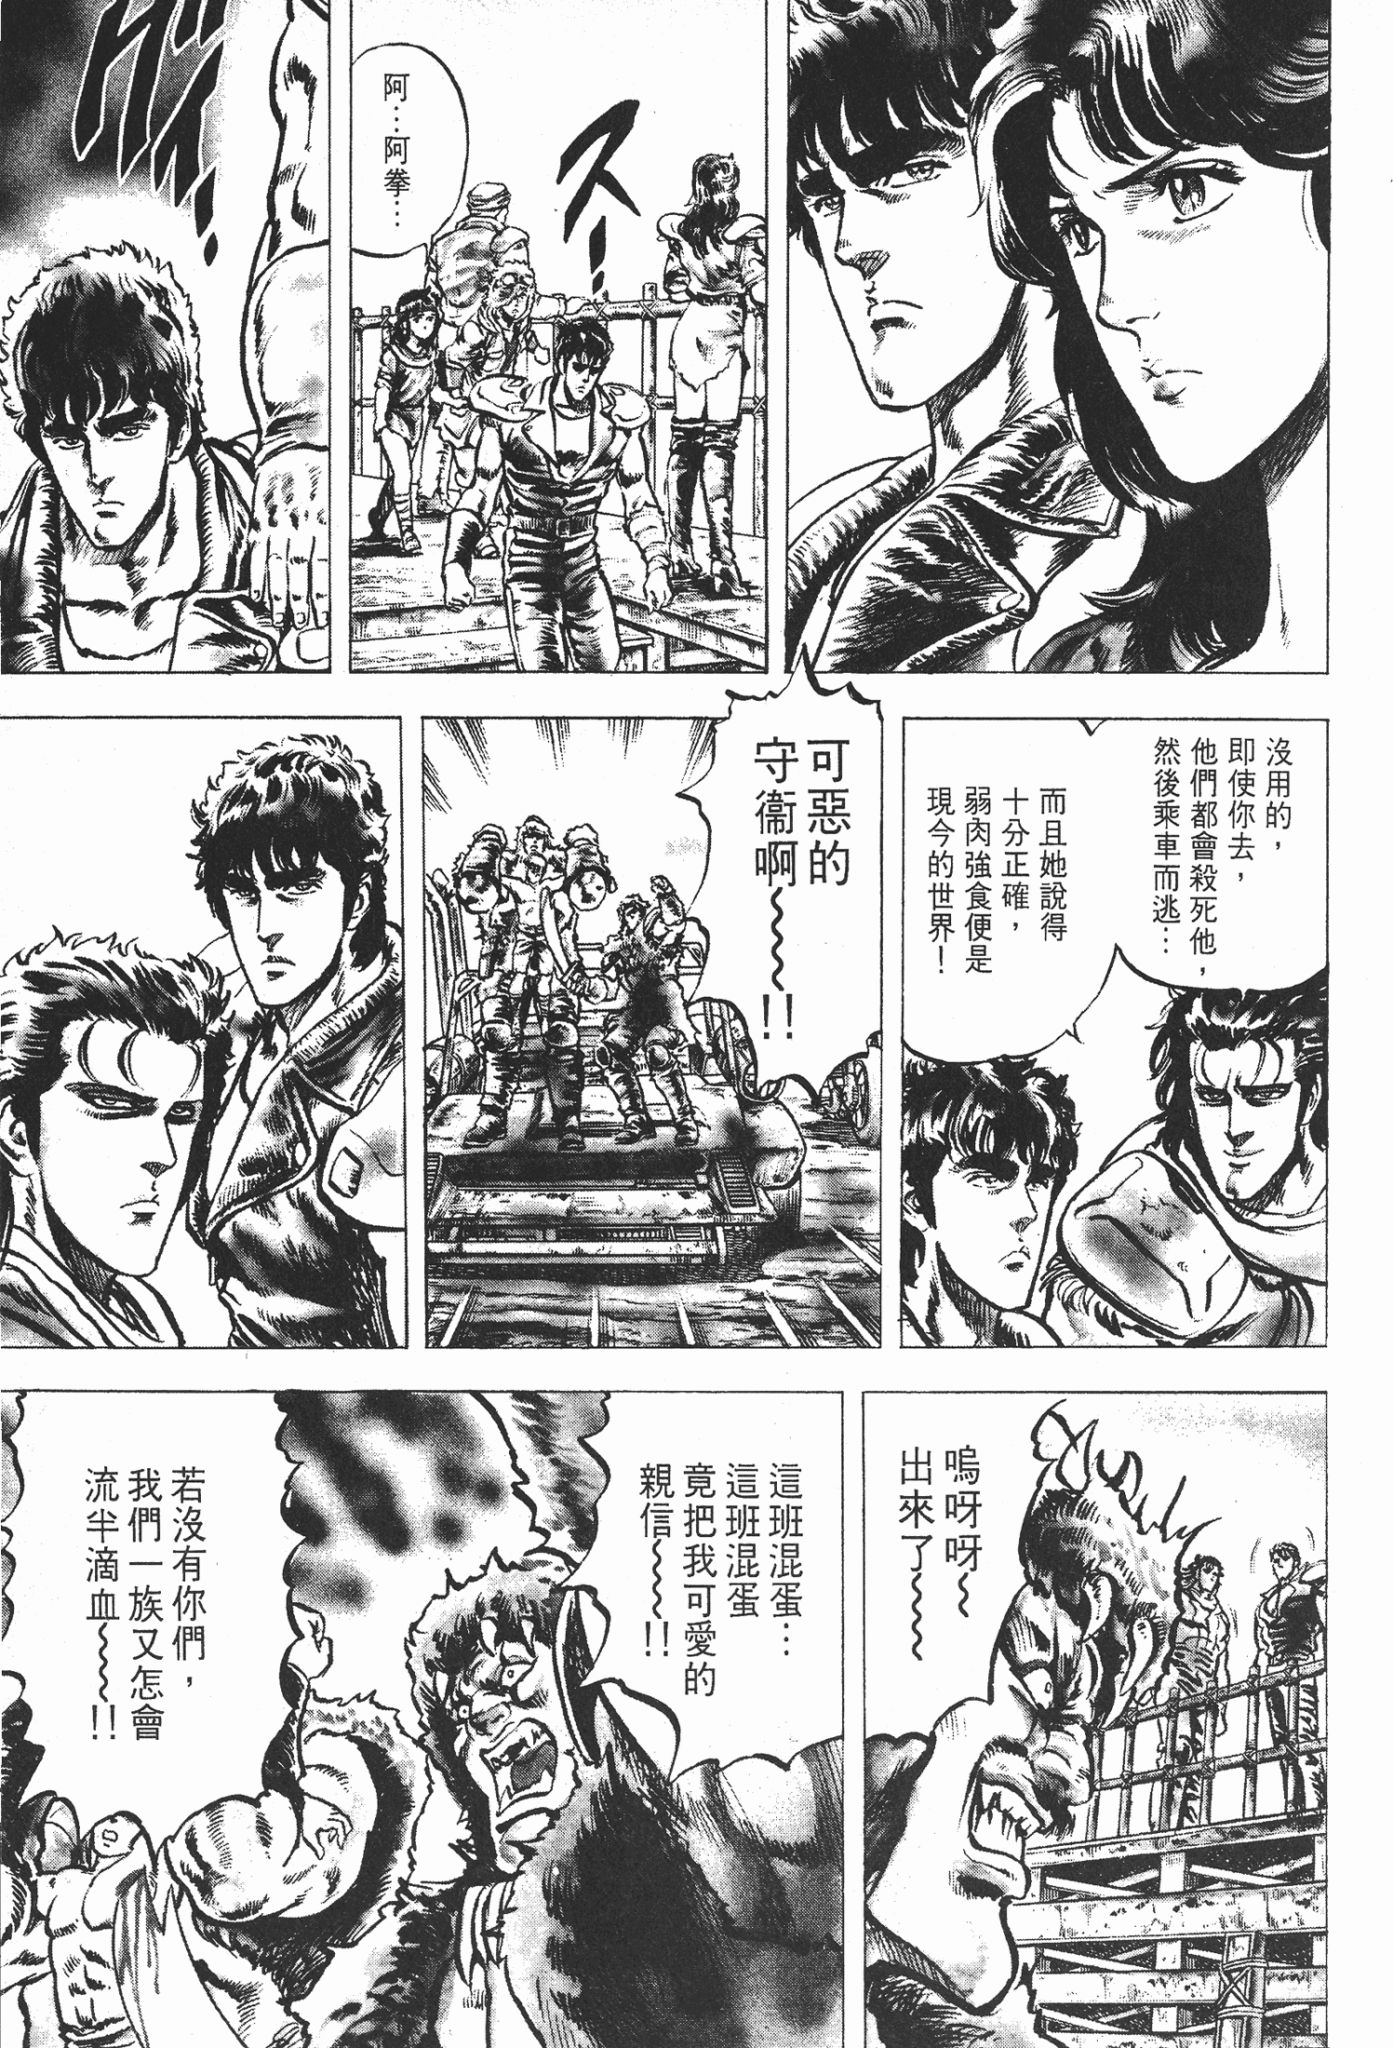 ス…
阿…阿拳…
グイ…
沒用的，
即使你去，
他們都會殺死他，
然後乘車而逃…
而且她說得
十分正確，
弱肉強食便是
現今的世界！
可惡的
守衞啊～～～!!
嗚呀呀～
出來了～～～
這班混蛋…
這班混蛋
竟把我可愛的
親信～～!!
若沒有你們，
我們一族又怎會
流半滴血～～!!